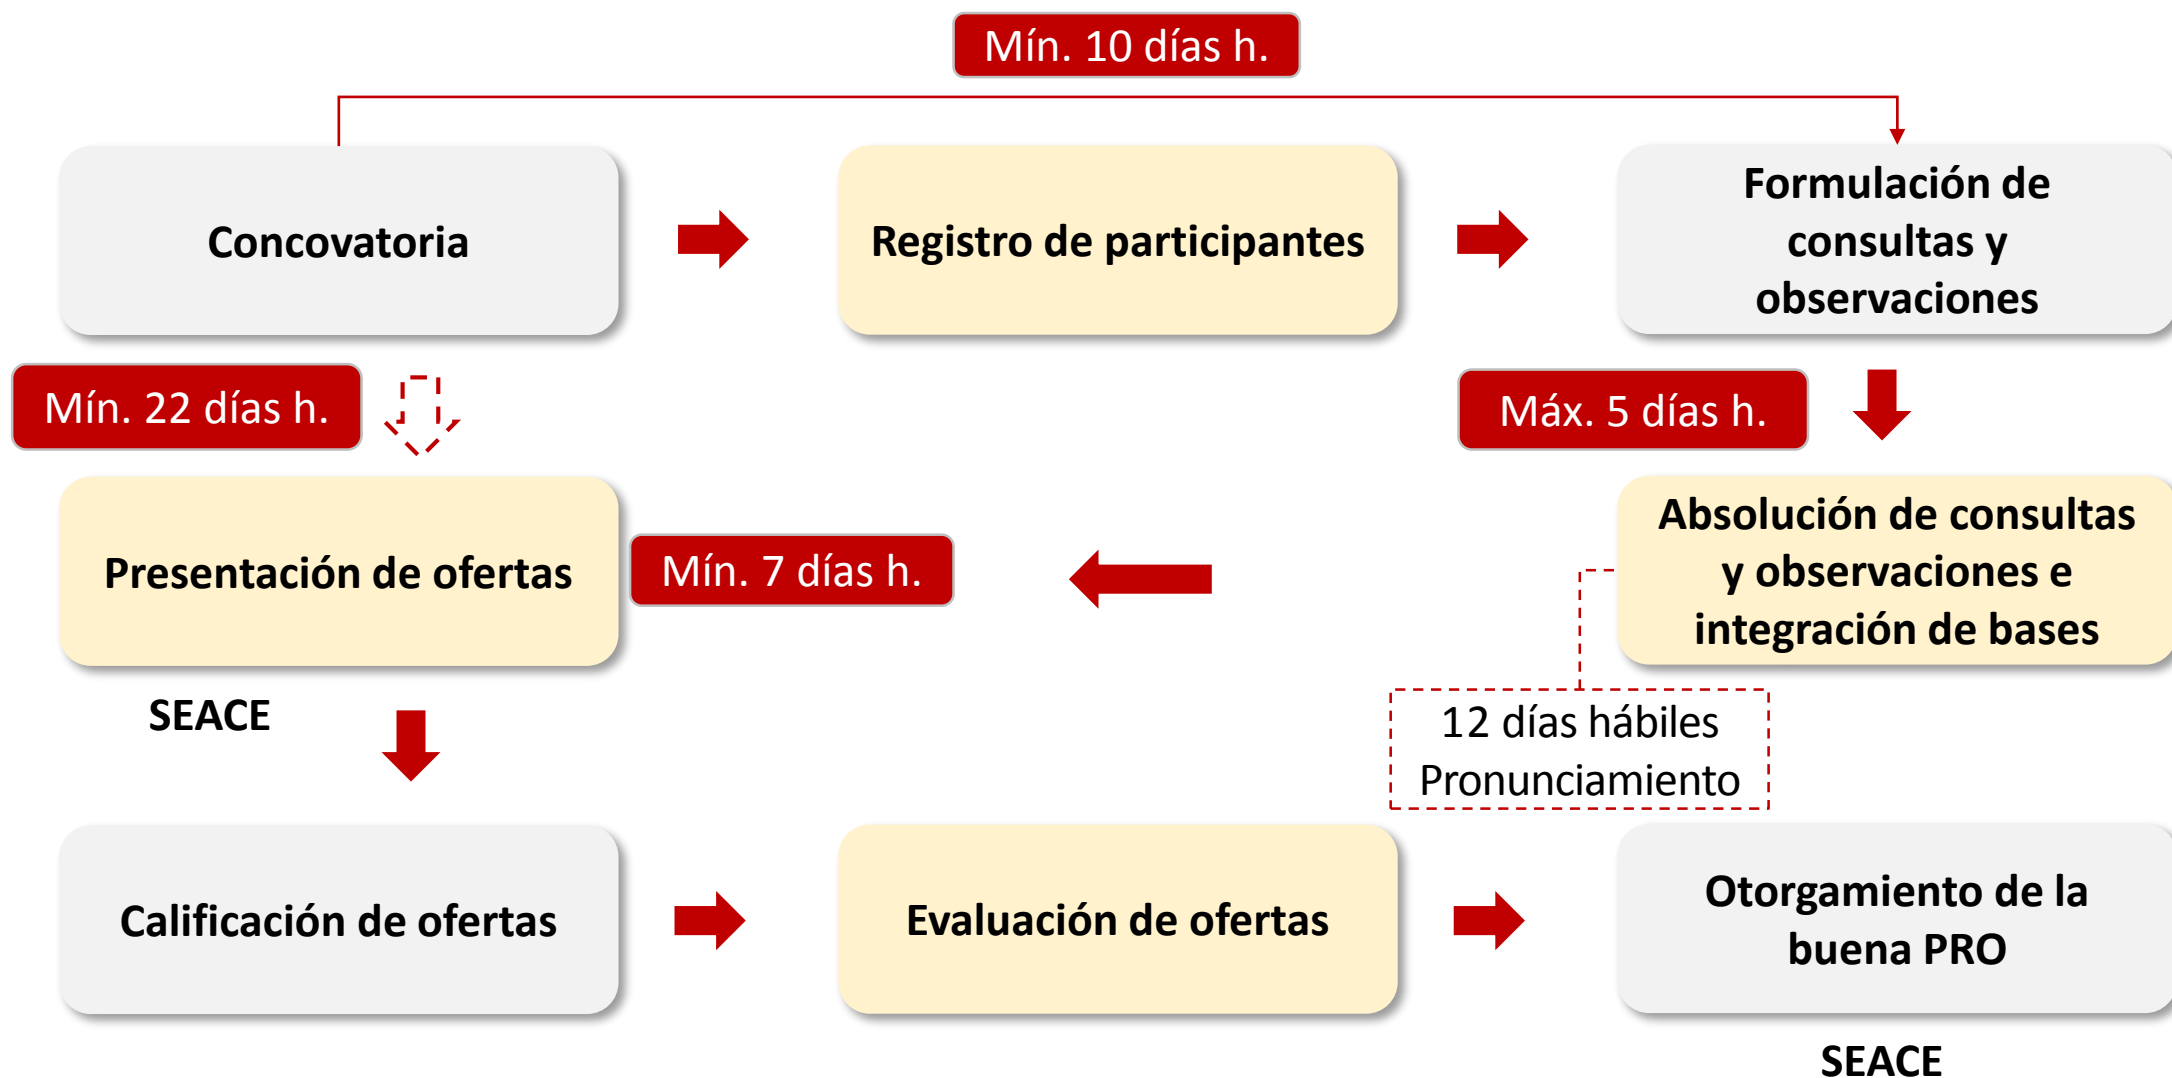 Mín. 10 días h.
Concovatoria
Registro de participantes
Formulación de
consultas y
observaciones
Mín. 22 días h.
Máx. 5 días h.
Presentación de ofertas
Mín. 7 días h.
Absolución de consultas
y observaciones e
integración de bases
SEACE
12 días hábiles
Pronunciamiento
Calificación de ofertas
Evaluación de ofertas
Otorgamiento de la
buena PRO
SEACE